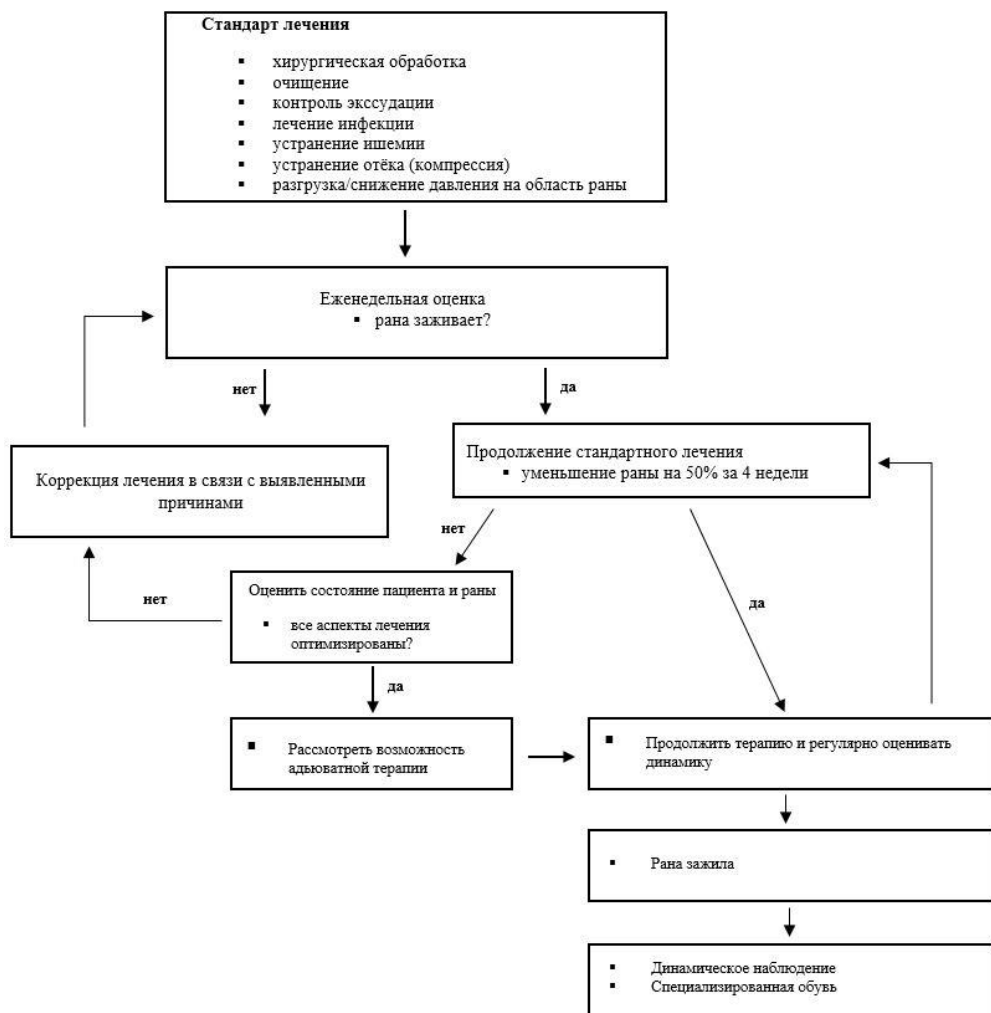 Стандарт лечения
▪ хирургическая обработка
▪ очищение
▪ контроль экссудации
▪ лечение инфекции
▪ устранение ишемии
▪ устранение отёка (компрессия)
▪ разгрузка/снижение давления на область раны
Еженедельная оценка
▪ рана заживает?
нет
да
Коррекция лечения в связи с выявленными
причинами
Продолжение стандартного лечения
▪ уменьшение раны на 50% за 4 недели
нет
да
Оценить состояние пациента и раны
▪ все аспекты лечения
оптимизированы?
нет
да
▪ Рассмотреть возможность
адьюватной терапии
▪ Продолжить терапию и регулярно оценивать
динамику
▪ Рана зажила
▪ Динамическое наблюдение
▪ Специализированная обувь